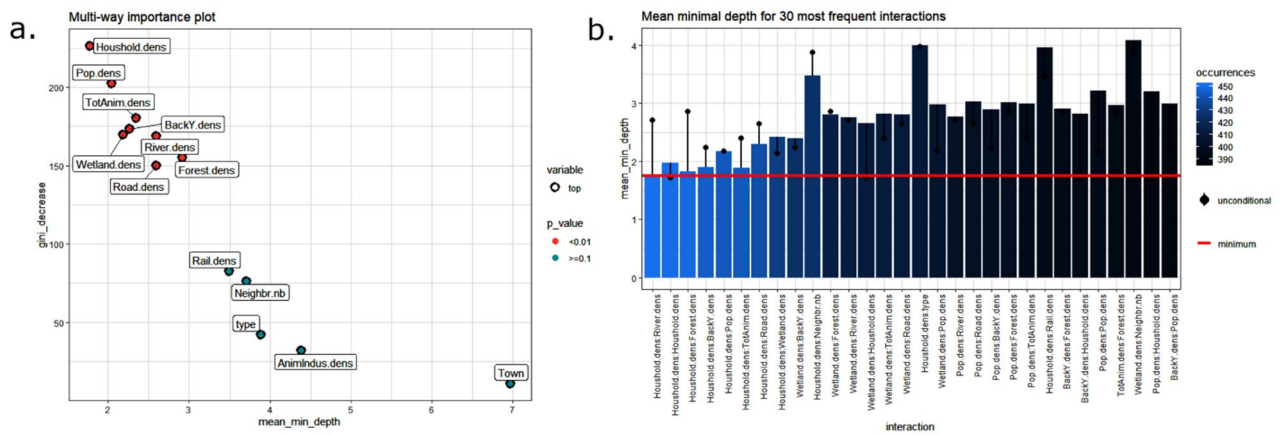 a.
Multi-way importance plot
Houshold.dens
Pop.dens
TotAnim.dens
BackY.dens
River.dens
Wetland.dens
Forest.dens
Road.dens
Rail.dens
Neighbr.nb
type
AnimIndus.dens
Town
gini_decrease
200
150
100
50
2 3 4 5 6 7
mean_min_depth
variable
top
p_value
<0.01
>=0.1
b.
Mean minimal depth for 30 most frequent interactions
mean_min_depth
4
3
2
1
0
Houshold.dens:River.dens
Houshold.dens:Houshold.dens
Houshold.dens:Forest.dens
Houshold.dens:BackY.dens
Houshold.dens:Pop.dens
Houshold.dens:TotAnim.dens
Houshold.dens:Road.dens
Houshold.dens:Wetland.dens
Wetland.dens:BackY.dens
Houshold.dens:Neighbr.nb
Wetland.dens:Forest.dens
Wetland.dens:River.dens
Wetland.dens:Houshold.dens
Wetland.dens:TotAnim.dens
Wetland.dens:Road.dens
Houshold.dens:type
Wetland.dens:Pop.dens
Pop.dens:River.dens
Pop.dens:Road.dens
Pop.dens:BackY.dens
Pop.dens:Forest.dens
Pop.dens:TotAnim.dens
Houshold.dens:Rail.dens
BackY.dens:Forest.dens
BackY.dens:Houshold.dens
Pop.dens:Pop.dens
TotAnim.dens:Forest.dens
Wetland.dens:Neighbr.nb
Pop.dens:Houshold.dens
BackY.dens:Pop.dens
interaction
occurrences
450
440
430
420
410
400
390
unconditional
minimum